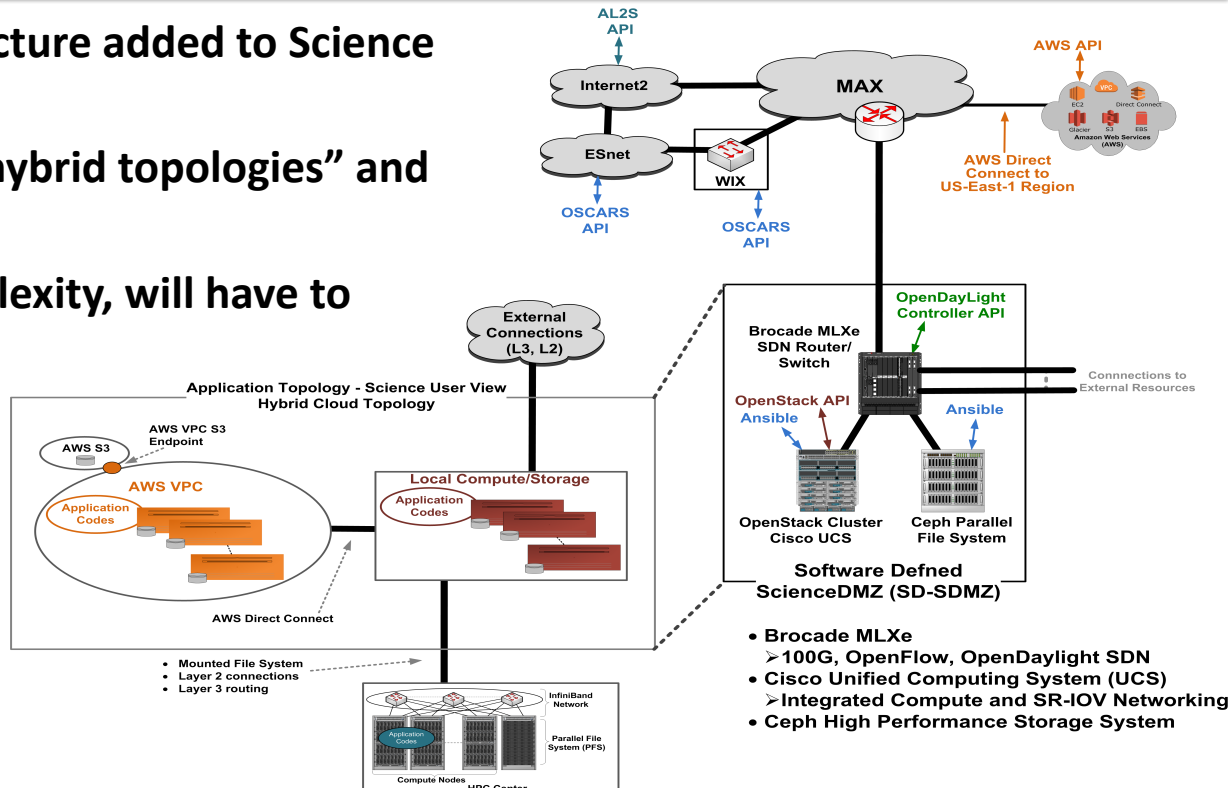 cture added to Science
hybrid topologies” and
lexity, will have to
AL2S
API
Internet2
MAX
AWS API
EC2
VPC
Direct Connect
Glacier
S3
EBS
Amazon Web Services
(AWS)
ESnet
WIX
AWS Direct
Connect to
US-East-1 Region
OSCARS
API
OSCARS
API
External
Connections
(L3, L2)
OpenDayLight
Controller API
Brocade MLXe
SDN Router/
Switch
Connnections to
External Resources
OpenStack API
Ansible
Ansible
OpenStack Cluster
Cisco UCS
Ceph Parallel
File System
Software Defned
ScienceDMZ (SD-SDMZ)
Application Topology - Science User View
Hybrid Cloud Topology
AWS VPC S3
Endpoint
AWS S3
AWS VPC
Application
Codes
Local Compute/Storage
Application
Codes
AWS Direct Connect
• Mounted File System
• Layer 2 connections
• Layer 3 routing
InfiniBand
Network
Application
Codes
Parallel File
System (PFS)
Compute Nodes
HPC Center
• Brocade MLXe
➢100G, OpenFlow, OpenDaylight SDN
• Cisco Unified Computing System (UCS)
➢Integrated Compute and SR-IOV Networking
• Ceph High Performance Storage System